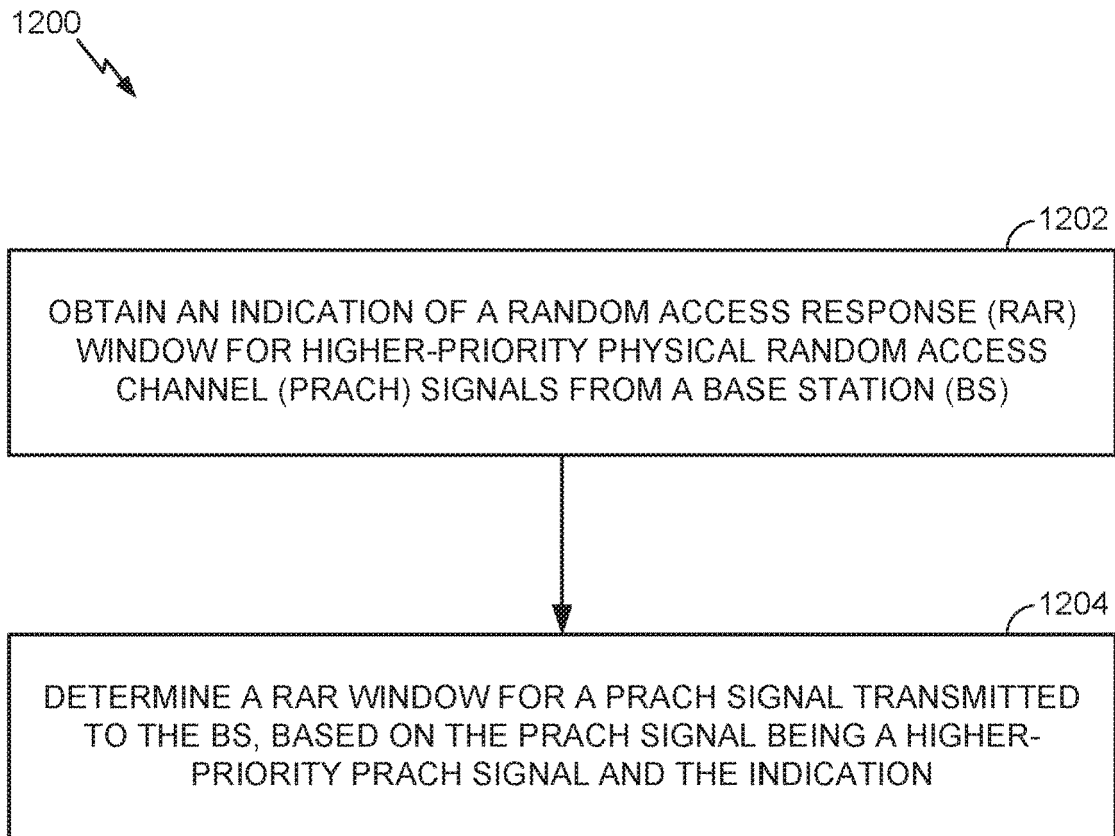 1200
1202
OBTAIN AN INDICATION OF A RANDOM ACCESS RESPONSE (RAR)
WINDOW FOR HIGHER-PRIORITY PHYSICAL RANDOM ACCESS
CHANNEL (PRACH) SIGNALS FROM A BASE STATION (BS)
1204
DETERMINE A RAR WINDOW FOR A PRACH SIGNAL TRANSMITTED
TO THE BS, BASED ON THE PRACH SIGNAL BEING A HIGHER-
PRIORITY PRACH SIGNAL AND THE INDICATION